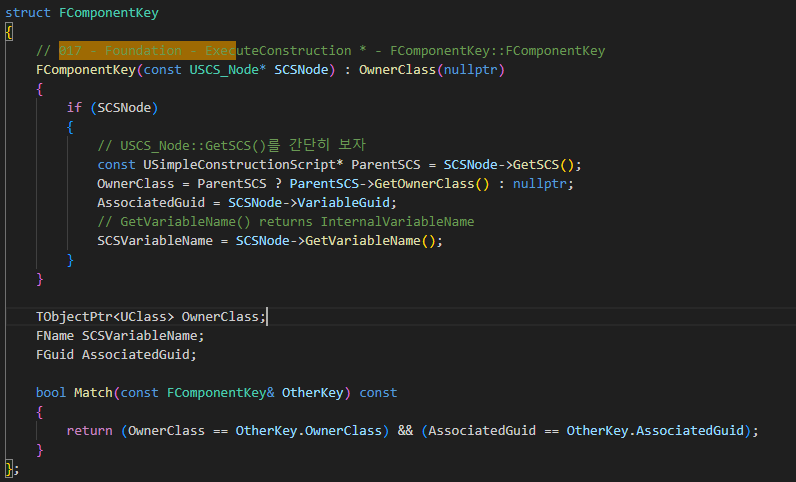 struct FComponentKey
{
// 017 - Foundation - ExecuteConstruction * - FComponentKey::FComponentKey
FComponentKey(const USCS_Node* SCSNode) : OwnerClass(nullptr)
{
if (SCSNode)
{
// USCS_Node::GetSCS()를 간단히 보자
const USimpleConstructionScript* ParentSCS = SCSNode->GetSCS();
OwnerClass = ParentSCS ? ParentSCS->GetOwnerClass() : nullptr;
AssociatedGuid = SCSNode->VariableGuid;
// GetVariableName() returns InternalVariableName
SCSVariableName = SCSNode->GetVariableName();
}
}
TObjectPtr<UClass> OwnerClass;
FName SCSVariableName;
FGuid AssociatedGuid;
bool Match(const FComponentKey& OtherKey) const
{
return (OwnerClass == OtherKey.OwnerClass) && (AssociatedGuid == OtherKey.AssociatedGuid);
}
};